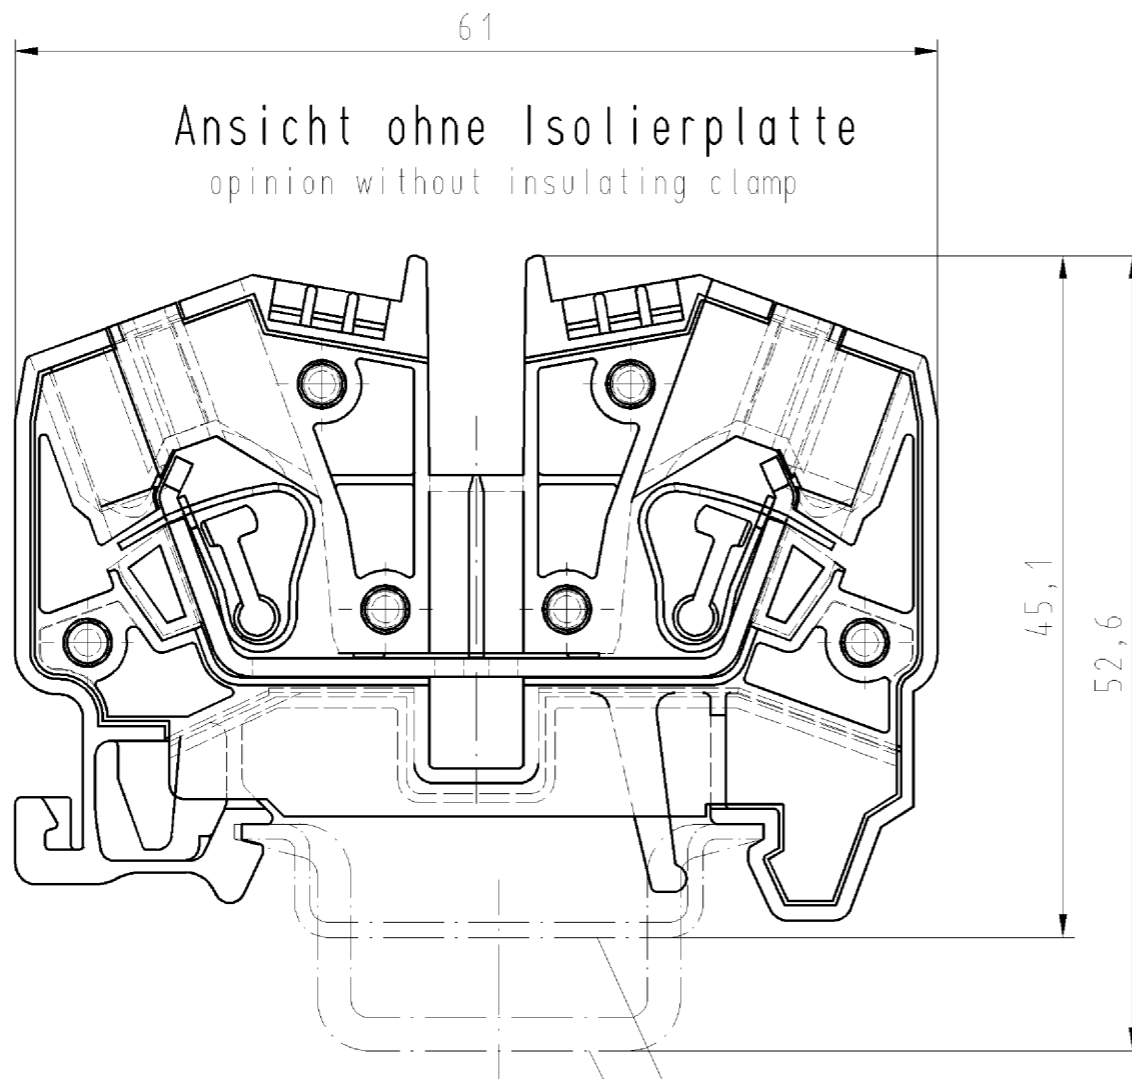 61
Ansicht ohne Isolierplatte
opinion without insulating clamp
45,1
52,6